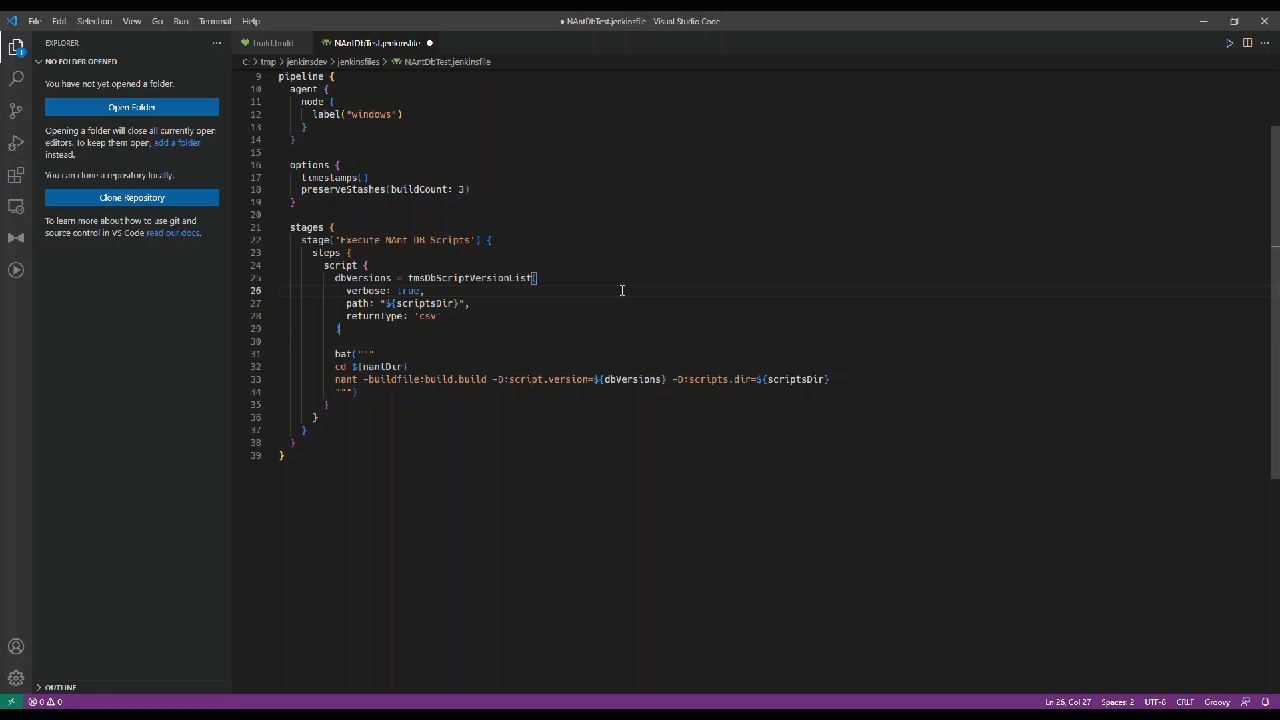 File Edit Selection View Go Run Terminal Help
● NAntDbTest.jenkinsfile - Visual Studio Code
EXPLORER
build.build
NAntDbTest.jenkinsfile ●
NO FOLDER OPENED
C: > tmp > jenkinsdev > jenkinsfiles > NAntDbTest.jenkinsfile
You have not yet opened a folder.
Open Folder
Opening a folder will close all currently open
editors. To keep them open, add a folder
instead.
You can clone a repository locally.
Clone Repository
To learn more about how to use git and
source control in VS Code read our docs.
1
9 pipeline {
10 agent {
11 node {
12 label("windows")
13 }
14 }
15
16 options {
17 timestamps()
18 preserveStashes(buildCount: 3)
19 }
20
21 stages {
22 stage('Execute NAnt DB Scripts') {
23 steps {
24 script {
25 dbVersions = tmsDbScriptVersionList(
26 verbose: true,
27 path: "${scriptsDir}",
28 returnType: 'csv'
29 )
30
31 bat("""
32 cd ${nantDir}
33 nant -buildfile:build.build -D:script.version=${dbVersions} -D:scripts.dir=${scriptsDir}
34 """)
35 }
36 }
37 }
38 }
39 }
OUTLINE
0 0
Ln 26, Col 27 Spaces: 2 UTF-8 CRLF Groovy